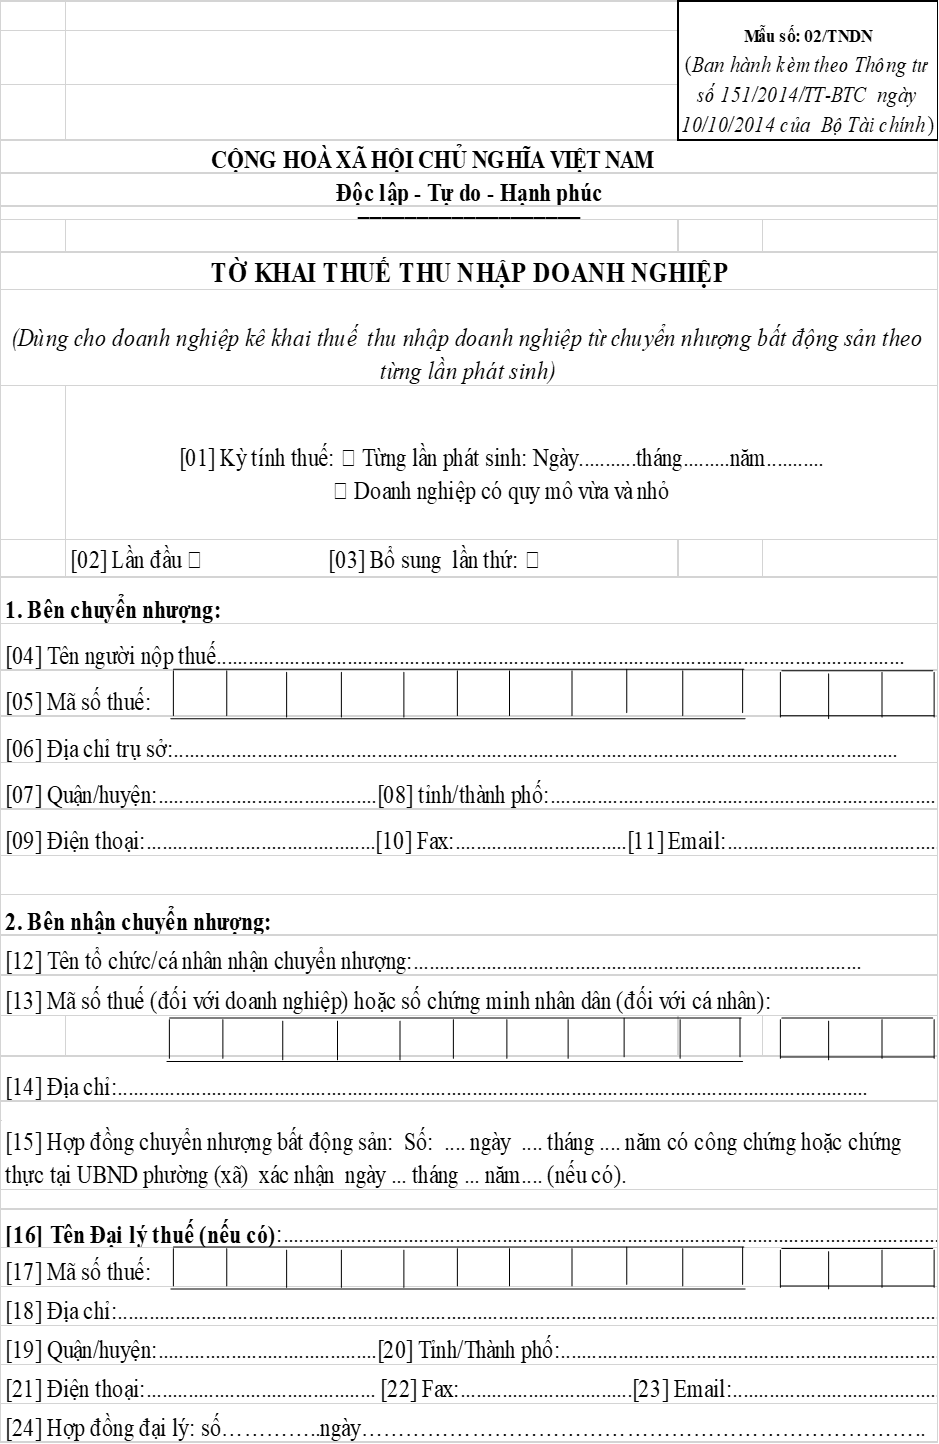 Mẫu số: 02/TNDN
(Ban hành kèm theo Thông tư
số 151/2014/TT-BTC ngày
10/10/2014 của Bộ Tài chính)
CỘNG HOÀ XÃ HỘI CHỦ NGHĨA VIỆT NAM
Độc lập - Tự do - Hạnh phúc
TỜ KHAI THUẾ THU NHẬP DOANH NGHIỆP
(Dùng cho doanh nghiệp kê khai thuế thu nhập doanh nghiệp từ chuyển nhượng bất động sản theo
từng lần phát sinh)
[01] Kỳ tính thuế: □ Từng lần phát sinh: Ngày...........tháng.........năm...........
□ Doanh nghiệp có quy mô vừa và nhỏ
[02] Lần đầu □ [03] Bổ sung lần thứ: □
1. Bên chuyển nhượng:
[04] Tên người nộp thuế....................................................................................................................................
[05] Mã số thuế:
[06] Địa chỉ trụ sở:...........................................................................................................................................
[07] Quận/huyện:..........................................[08] tỉnh/thành phố:..........................................................................
[09] Điện thoại:............................................[10] Fax:.................................[11] Email:........................................
2. Bên nhận chuyển nhượng:
[12] Tên tổ chức/cá nhân nhận chuyển nhượng:......................................................................................
[13] Mã số thuế (đối với doanh nghiệp) hoặc số chứng minh nhân dân (đối với cá nhân):
[14] Địa chỉ:................................................................................................................................................
[15] Hợp đồng chuyển nhượng bất động sản: Số: .... ngày .... tháng .... năm có công chứng hoặc chứng
thực tại UBND phường (xã) xác nhận ngày ... tháng ... năm.... (nếu có).
[16] Tên Đại lý thuế (nếu có):..............................................................................................................................
[17] Mã số thuế:
[18] Địa chỉ:.............................................................................................................................................................
[19] Quận/huyện:..........................................[20] Tỉnh/Thành phố:........................................................................
[21] Điện thoại:............................................ [22] Fax:.................................[23] Email:.......................................
[24] Hợp đồng đại lý: số…………..ngày……………………………………………………………..